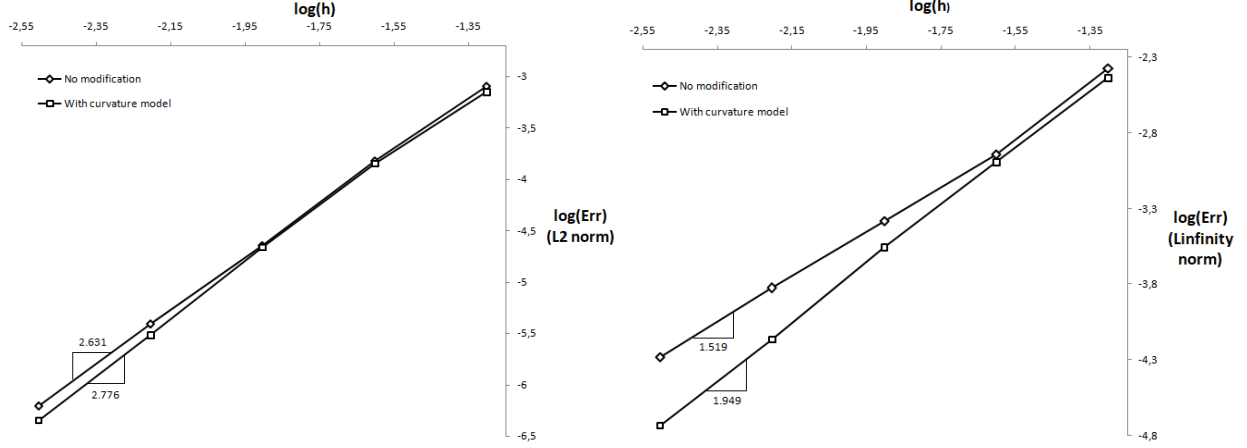 log(h)
-2,55 -2,35 -2,15 -1,95 -1,75 -1,55 -1,35
No modification
With curvature model
-3
-3,5
-4
-4,5
-5
-5,5
-6
-6,5
log(Err)
(L2 norm)
2.631
2.776
log(h)
-2,55 -2,35 -2,15 -1,95 -1,75 -1,55 -1,35
No modification
With curvature model
-2,3
-2,8
-3,3
-3,8
-4,3
-4,8
log(Err)
(Linfinity
norm)
1.519
1.949